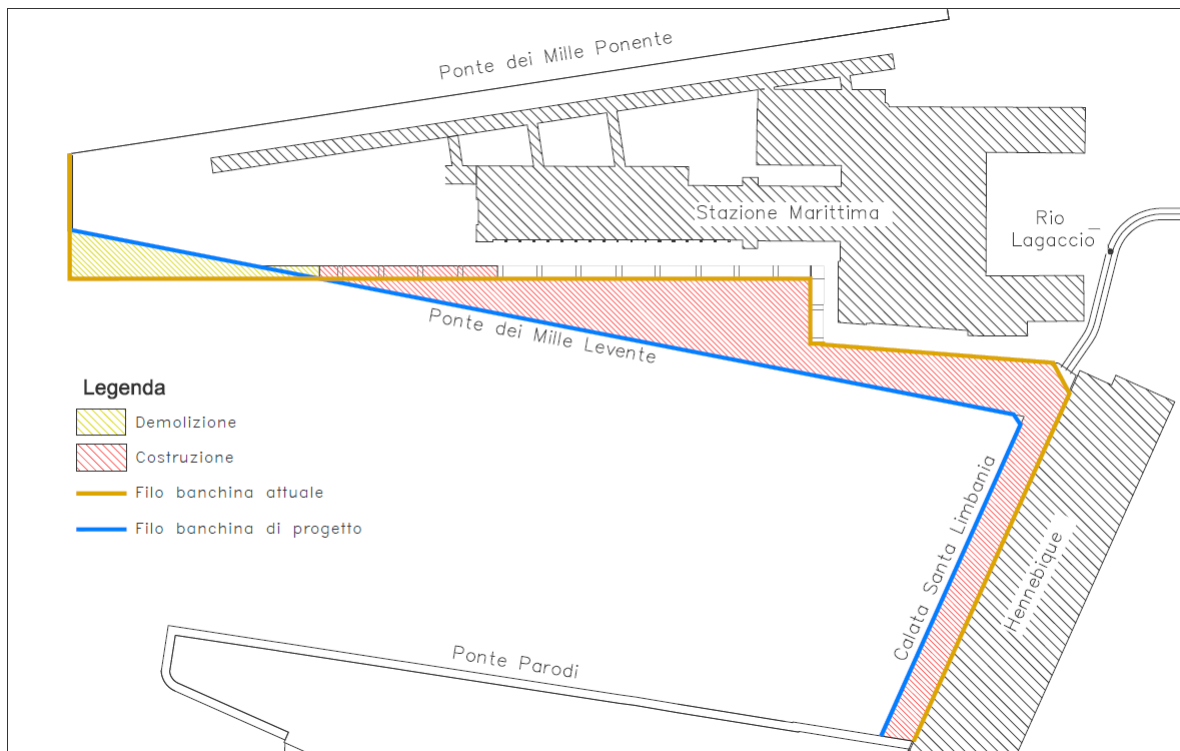 Ponte dei Mille Ponente
Stazione Marittima
Rio
Lagaccio
Ponte dei Mille Levente
Legenda
Demolizione
Costruzione
Filo banchina attuale
Filo banchina di progetto
Calata Santa Limbania
Hennebique
Ponte Parodi